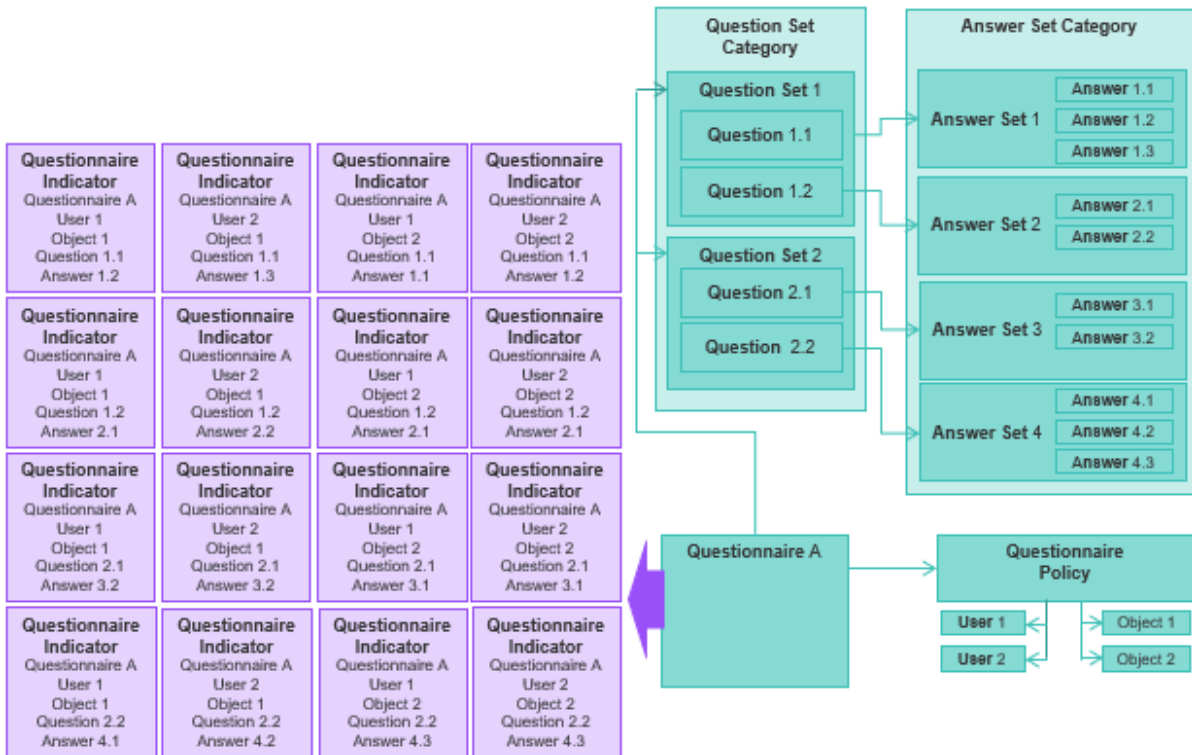 Question Set
Category
Question Set 1
Question 1.1
Question 1.2
Question Set 2
Question 2.1
Question 2.2
Answer Set Category
Answer Set 1
Answer 1.1
Answer 1.2
Answer 1.3
Answer Set 2
Answer 2.1
Answer 2.2
Answer Set 3
Answer 3.1
Answer 3.2
Answer Set 4
Answer 4.1
Answer 4.2
Answer 4.3
Questionnaire
Indicator
Questionnaire A
User 1
Object 1
Question 1.1
Answer 1.2
Questionnaire
Indicator
Questionnaire A
User 2
Object 1
Question 1.1
Answer 1.3
Questionnaire
Indicator
Questionnaire A
User 1
Object 2
Question 1.1
Answer 1.1
Questionnaire
Indicator
Questionnaire A
User 2
Object 2
Question 1.1
Answer 1.2
Questionnaire
Indicator
Questionnaire A
User 1
Object 1
Question 1.2
Answer 2.1
Questionnaire
Indicator
Questionnaire A
User 2
Object 1
Question 1.2
Answer 2.2
Questionnaire
Indicator
Questionnaire A
User 1
Object 2
Question 1.2
Answer 2.1
Questionnaire
Indicator
Questionnaire A
User 2
Object 2
Question 1.2
Answer 2.1
Questionnaire
Indicator
Questionnaire A
User 1
Object 1
Question 2.1
Answer 3.2
Questionnaire
Indicator
Questionnaire A
User 2
Object 1
Question 2.1
Answer 3.2
Questionnaire
Indicator
Questionnaire A
User 1
Object 2
Question 2.1
Answer 3.1
Questionnaire
Indicator
Questionnaire A
User 2
Object 2
Question 2.1
Answer 3.1
Questionnaire
Indicator
Questionnaire A
User 1
Object 1
Question 2.2
Answer 4.1
Questionnaire
Indicator
Questionnaire A
User 2
Object 1
Question 2.2
Answer 4.2
Questionnaire
Indicator
Questionnaire A
User 1
Object 2
Question 2.2
Answer 4.3
Questionnaire
Indicator
Questionnaire A
User 2
Object 2
Question 2.2
Answer 4.3
Questionnaire A
Questionnaire
Policy
User 1
User 2
Object 1
Object 2